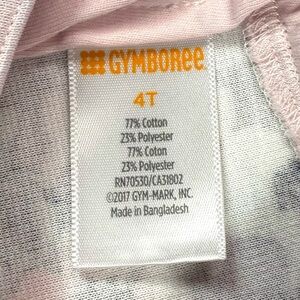 GYMBOREE
4T
77% Cotton
23% Polyester
77% Coton
23% Polyester
RN70530/CA31802
©2017 GYM-MARK, INC.
Made in Bangladesh